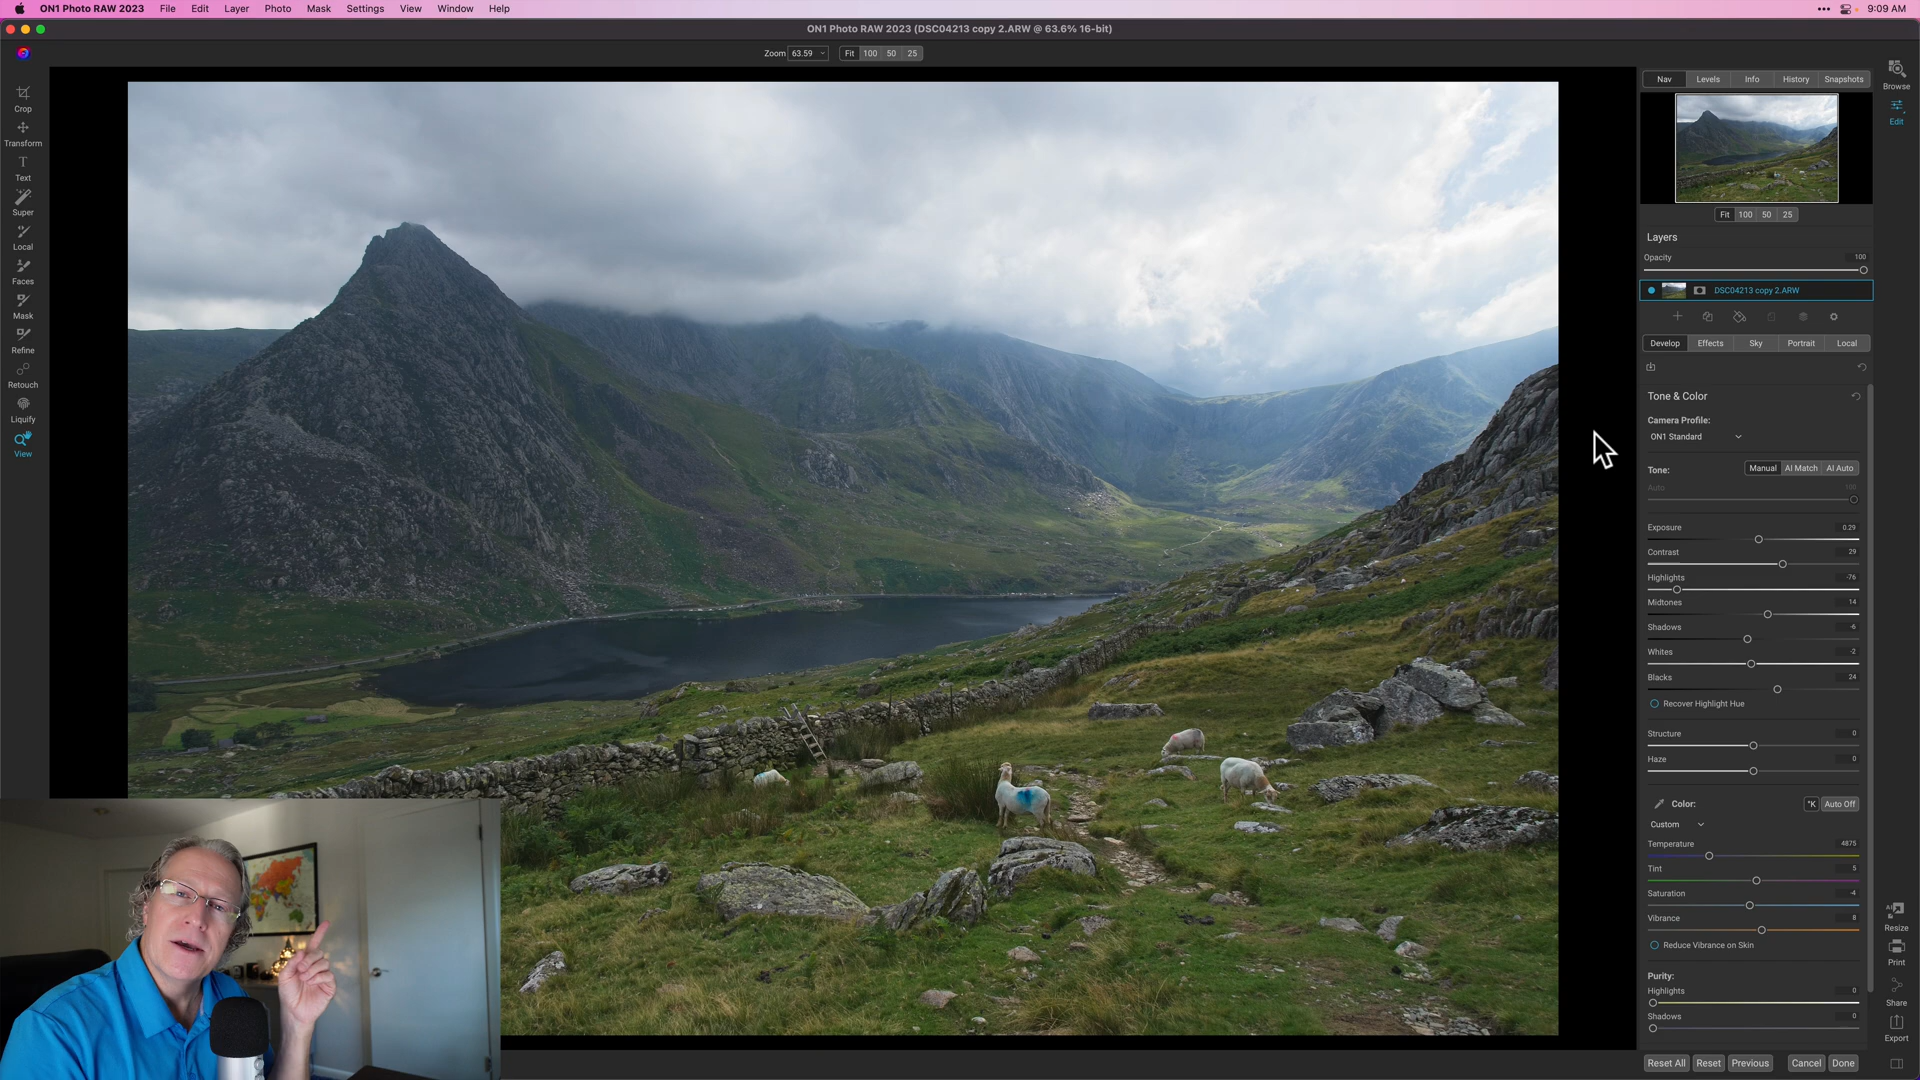 ON1 Photo RAW 2023 File Edit Layer Photo Mask Settings View Window Help 9:09 AM
ON1 Photo RAW 2023 (DSC04213 copy 2.ARW @ 63.6% 16-bit)
Zoom 63.59 Fit 100 50 25
Crop
Transform
Text
Super
Local
Faces
Mask
Refine
Retouch
Liquify
View
Nav Levels Info History Snapshots
Browse
Edit
Fit 100 50 25
Layers
Opacity 100
DSC04213 copy 2.ARW
Develop Effects Sky Portrait Local
Tone & Color
Camera Profile:
ON1 Standard
Tone: Manual AI Match AI Auto
Auto 100
Exposure 0.29
Contrast 29
Highlights -76
Midtones 14
Shadows -6
Whites -2
Blacks 24
Recover Highlight Hue
Structure 0
Haze 0
Color: °K Auto Off
Custom
Temperature 4875
Tint 5
Saturation -4
Vibrance 8
Reduce Vibrance on Skin
Purity:
Highlights 0
Shadows 0
Reset All Reset Previous Cancel Done
AI
Resize
Print
Share
Export